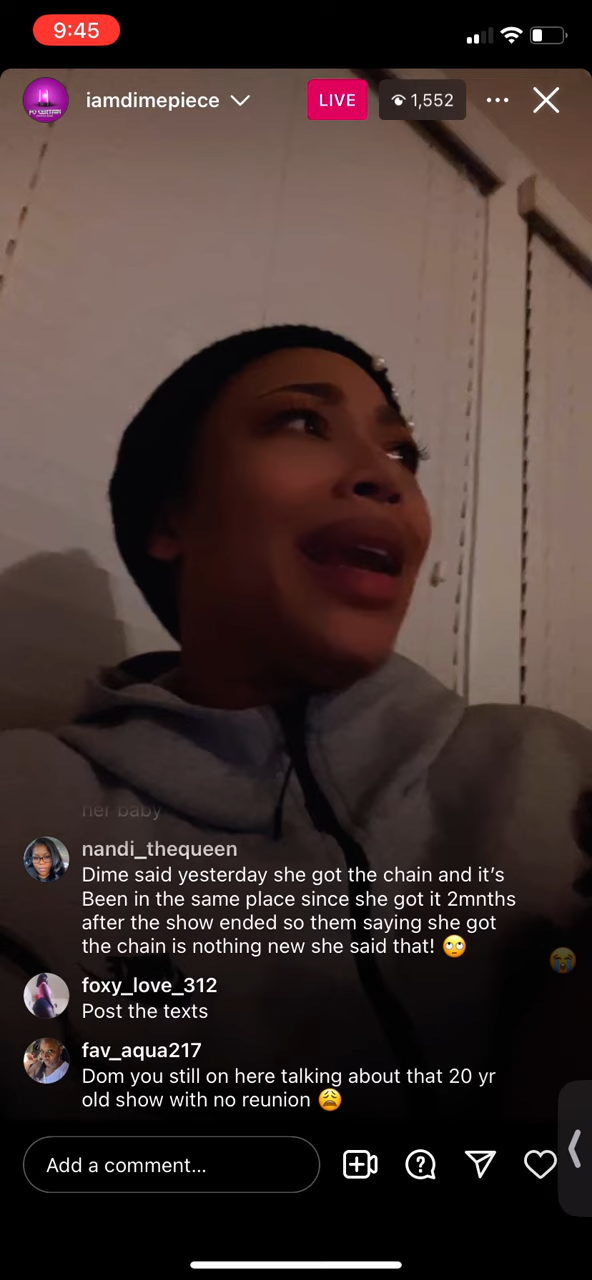 9:45
iamdimepiece
LIVE
1,552
her baby
nandi_thequeen
Dime said yesterday she got the chain and it’s
Been in the same place since she got it 2mnths
after the show ended so them saying she got
the chain is nothing new she said that! 🙄
foxy_love_312
Post the texts
fav_aqua217
Dom you still on here talking about that 20 yr
old show with no reunion 😩
Add a comment...